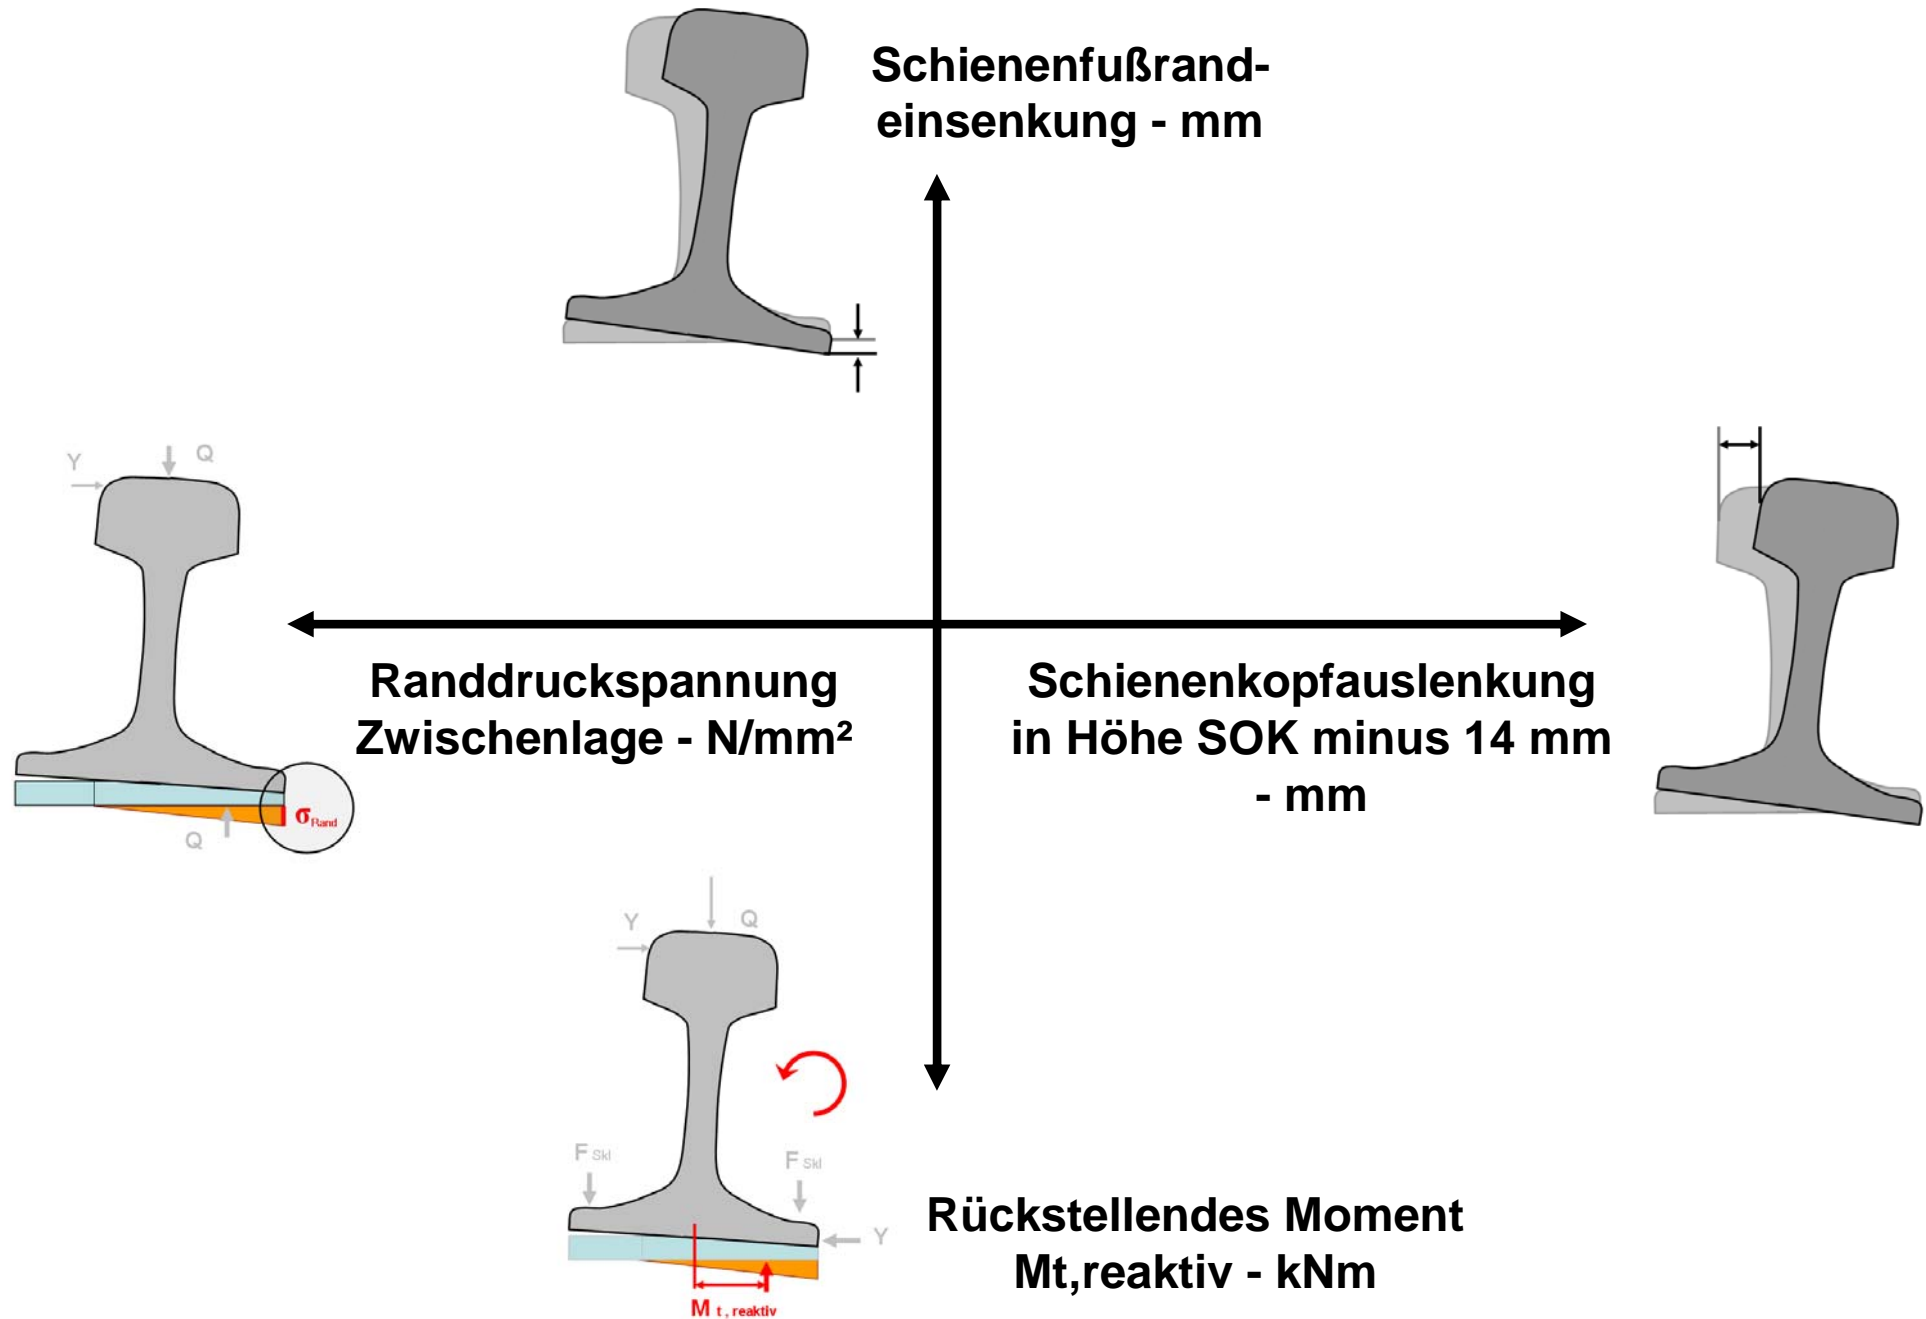 Schienenfußrand-
einsenkung - mm
Y
Q
Randdruckspannung
Zwischenlage - N/mm²
σRand
Q
Schienenkopfauslenkung
in Höhe SOK minus 14 mm
- mm
Y
Q
F Skl
F Skl
Y
M t , reaktiv
Rückstellendes Moment
Mt,reaktiv - kNm